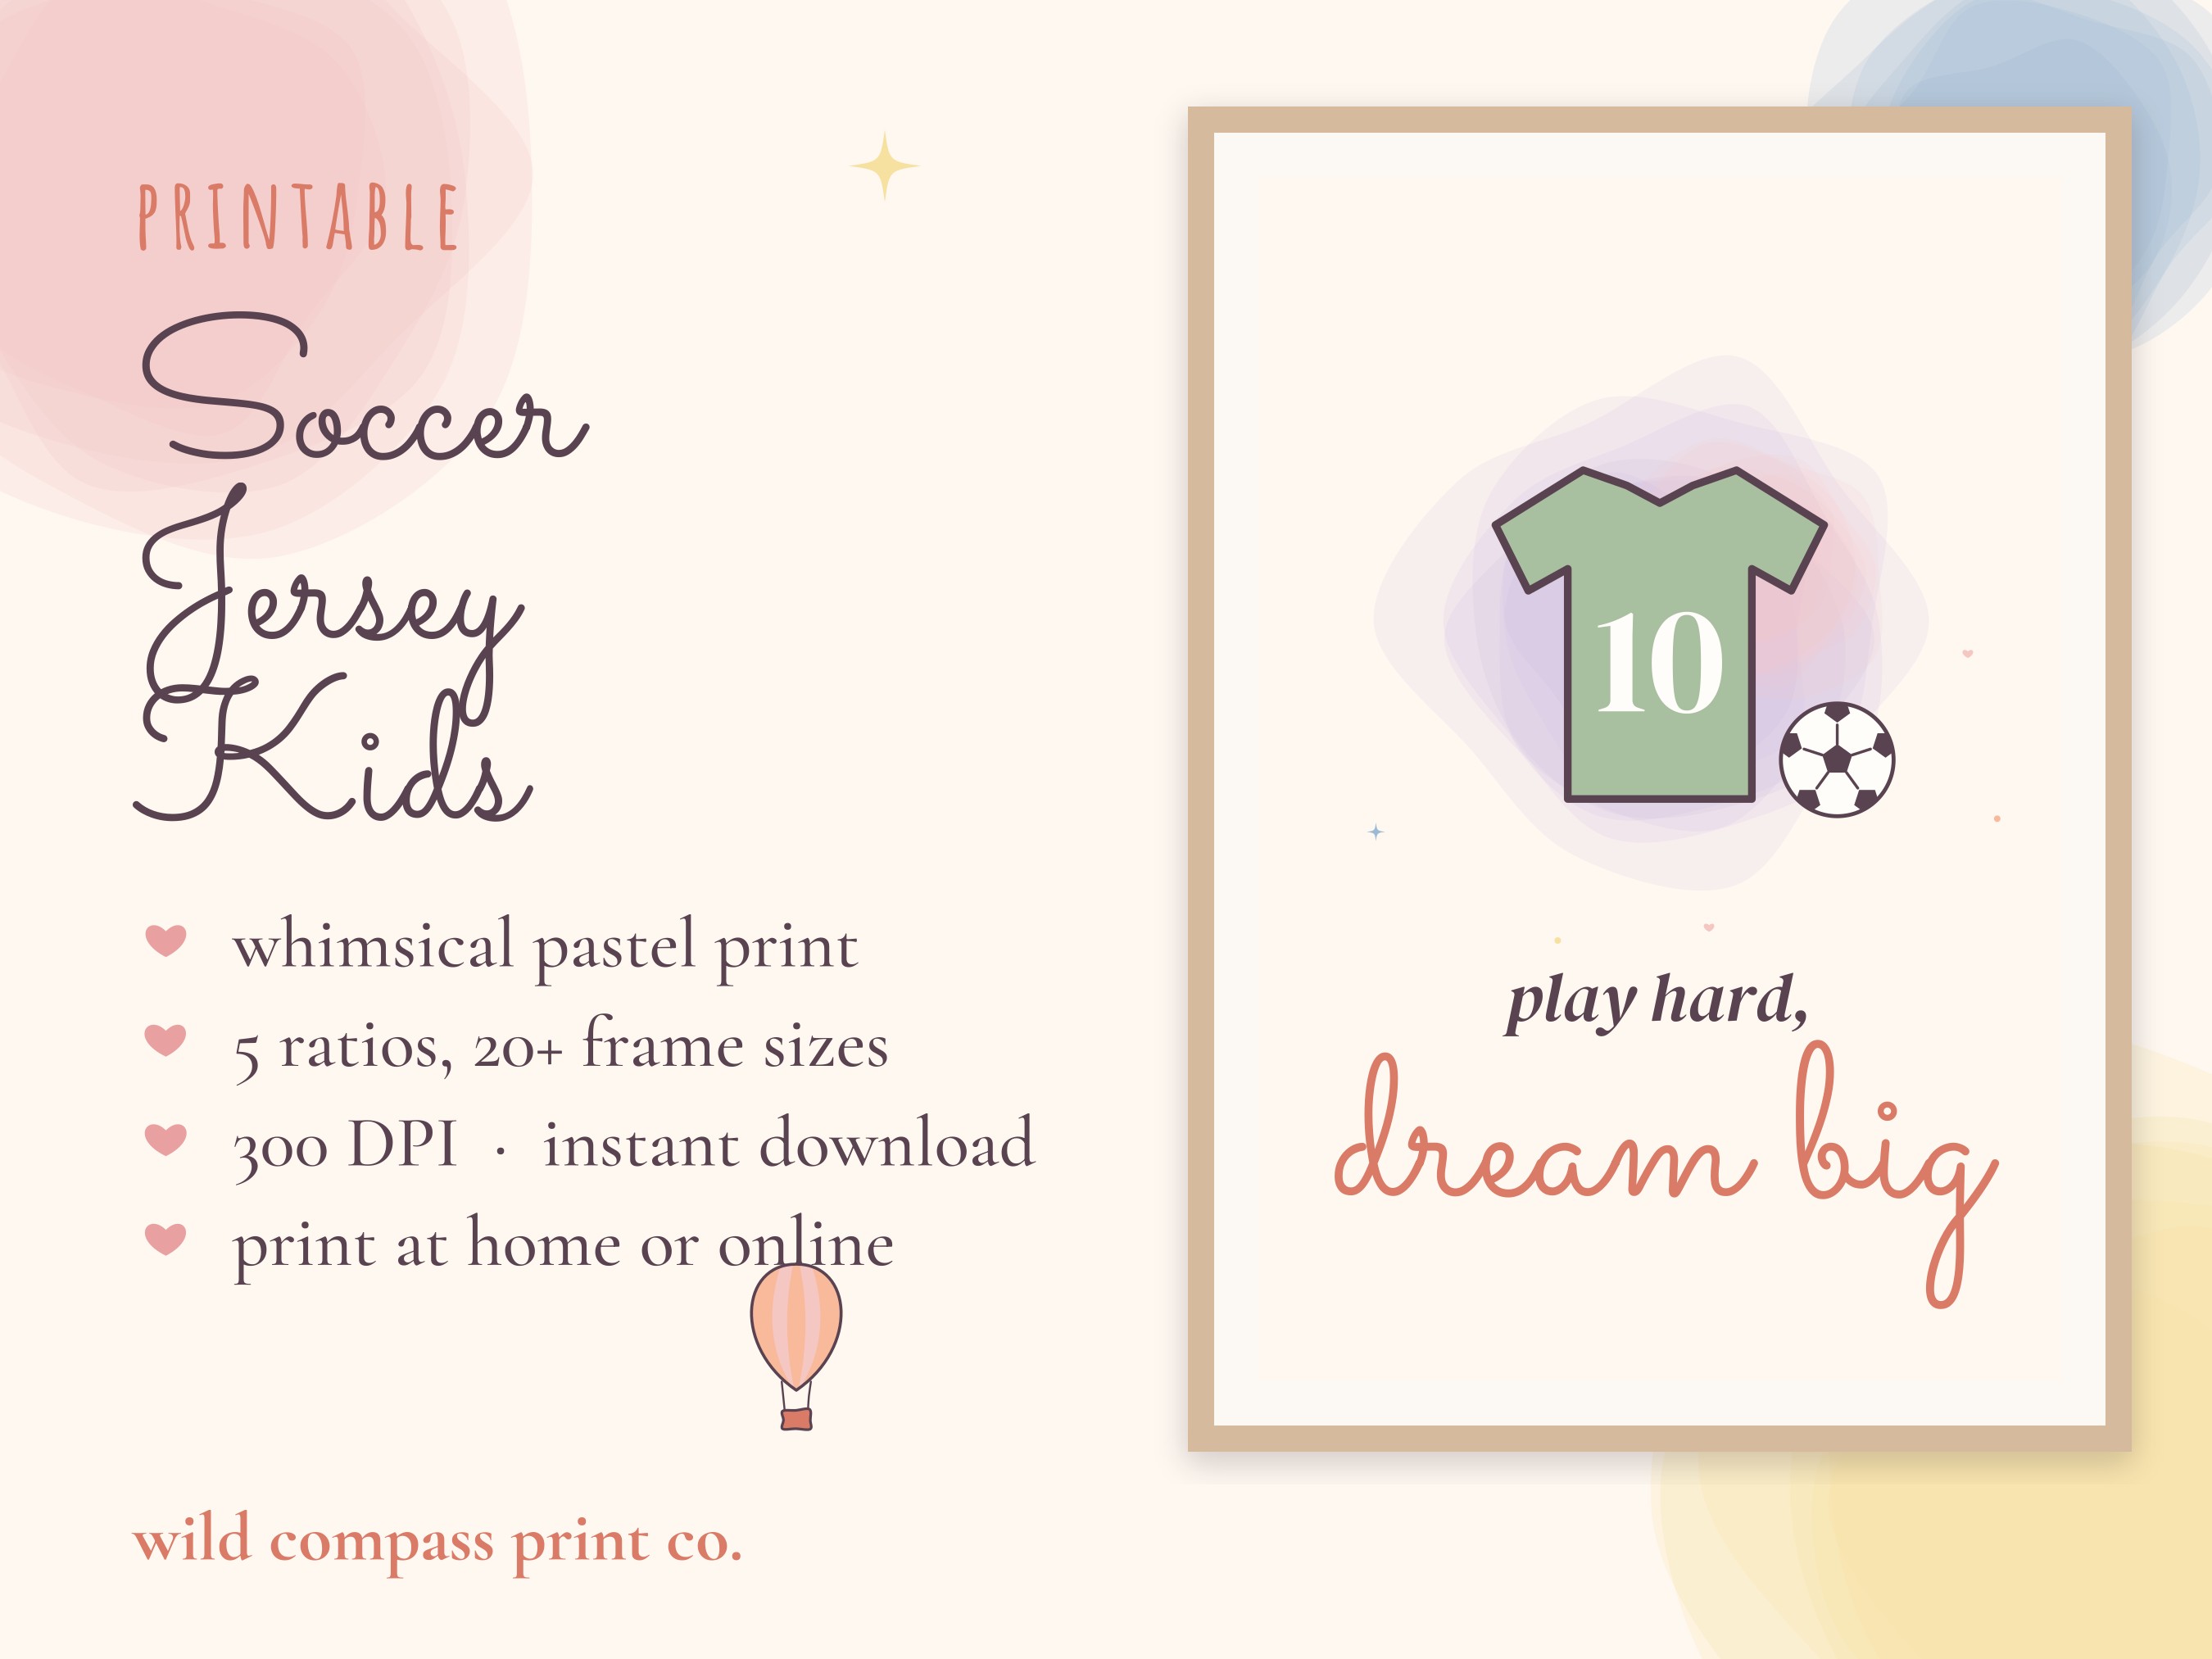 PRINTABLE
Soccer
Jersey
Kids
whimsical pastel print
5 ratios, 20+ frame sizes
300 DPI · instant download
print at home or online
wild compass print co.
10
play hard,
dream big